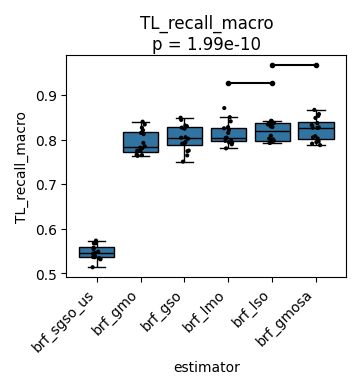 TL_recall_macro
p = 1.99e-10
TL_recall_macro
0.9
0.8
0.7
0.6
0.5
brf_sgso_us
brf_gmo
brf_gso
brf_lmo
brf_lso
brf_gmosa
estimator